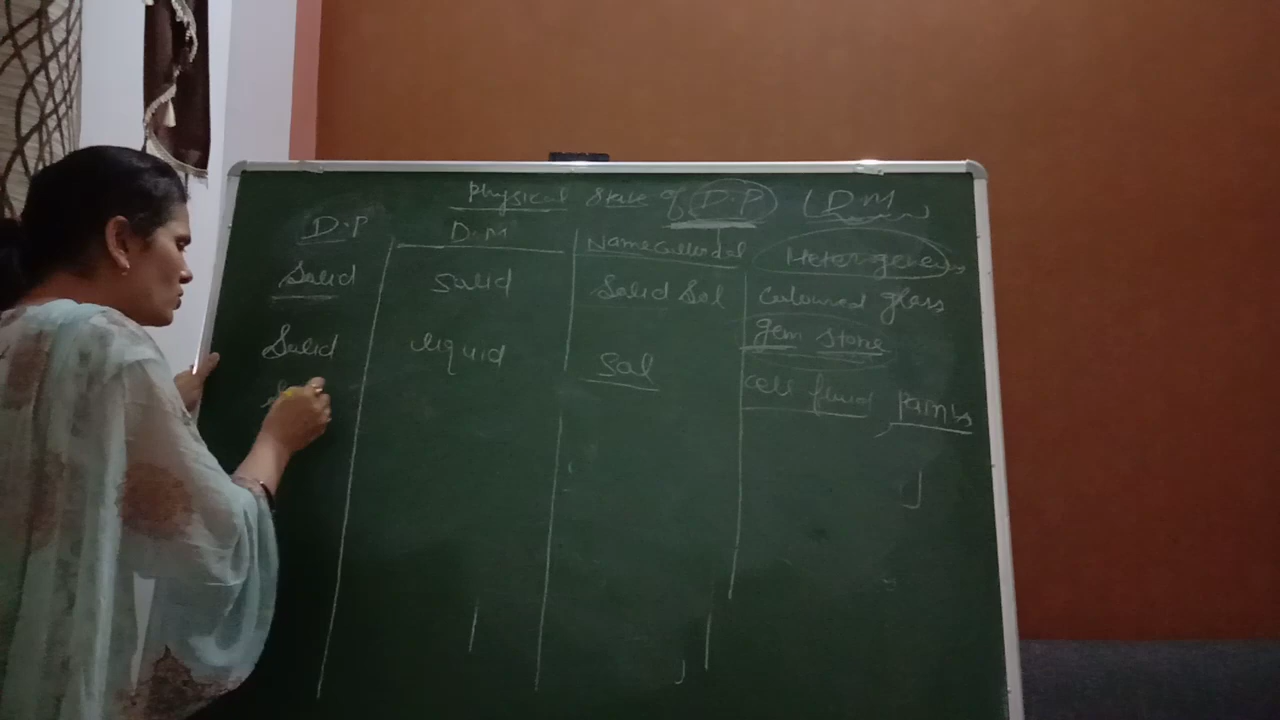 Physical State of D.P (D.M
D.P D.M Name Colloidal Heterogeneous
Solid Solid Solid Sol Coloured glass
gem stone
Solid liquid Sol
cell fluid Paints